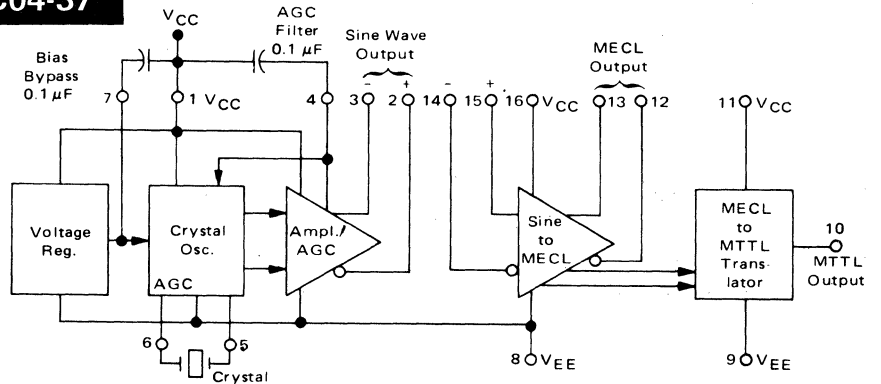 C04-37
VCC
AGC
Filter
0.1 µF
Sine Wave
Output
MECL
Output
Bias
Bypass
0.1 µF
7
1 VCC
4
3
-
2
+
14
-
15
+
16 VCC
13
12
11 VCC
Voltage
Reg.
Crystal
Osc.
AGC
Ampl./
AGC
Sine
to
MECL
MECL
to
MTTL
Trans-
lator
10
MTTL
Output
6
5
Crystal
8 VEE
9 VEE